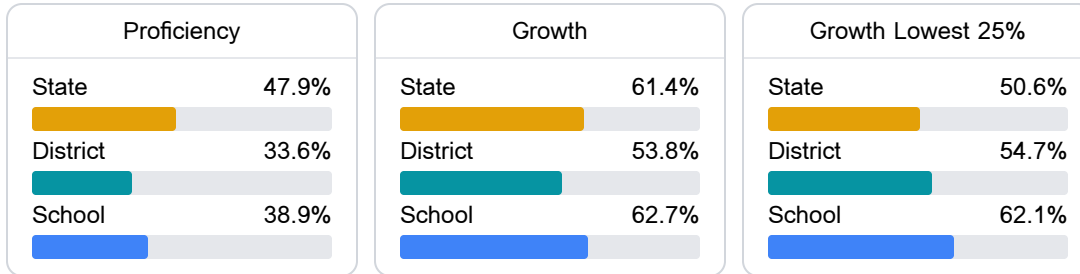 Proficiency
State 47.9%
District 33.6%
School 38.9%
Growth
State 61.4%
District 53.8%
School 62.7%
Growth Lowest 25%
State 50.6%
District 54.7%
School 62.1%